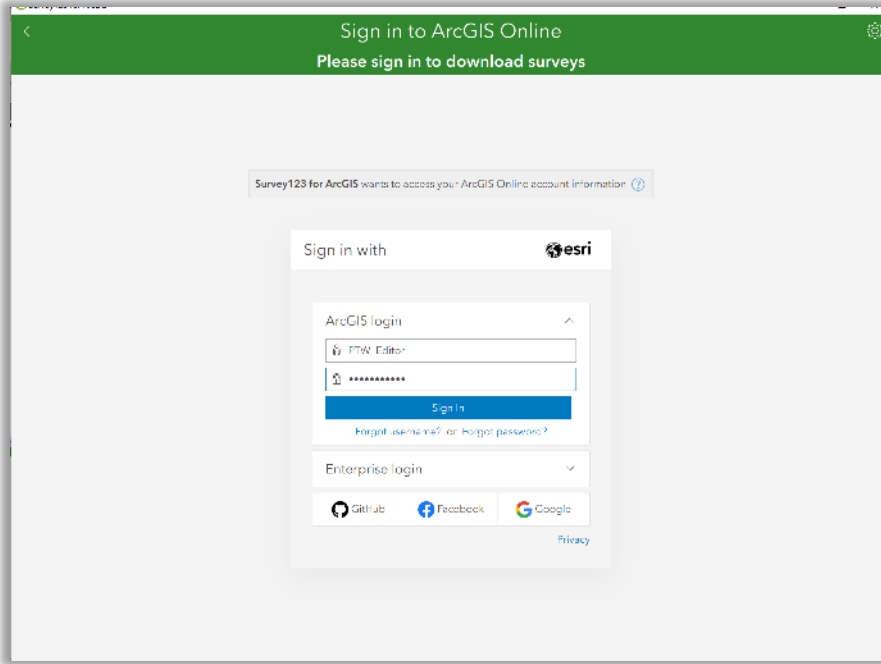 Sign in to ArcGIS Online
Please sign in to download surveys
Survey123 for ArcGIS wants to access your ArcGIS Online account information
Sign in with
esri
ArcGIS login
PTW Editor
Sign In
Forgot username? or Forgot password?
Enterprise login
GitHub Facebook Google
Privacy